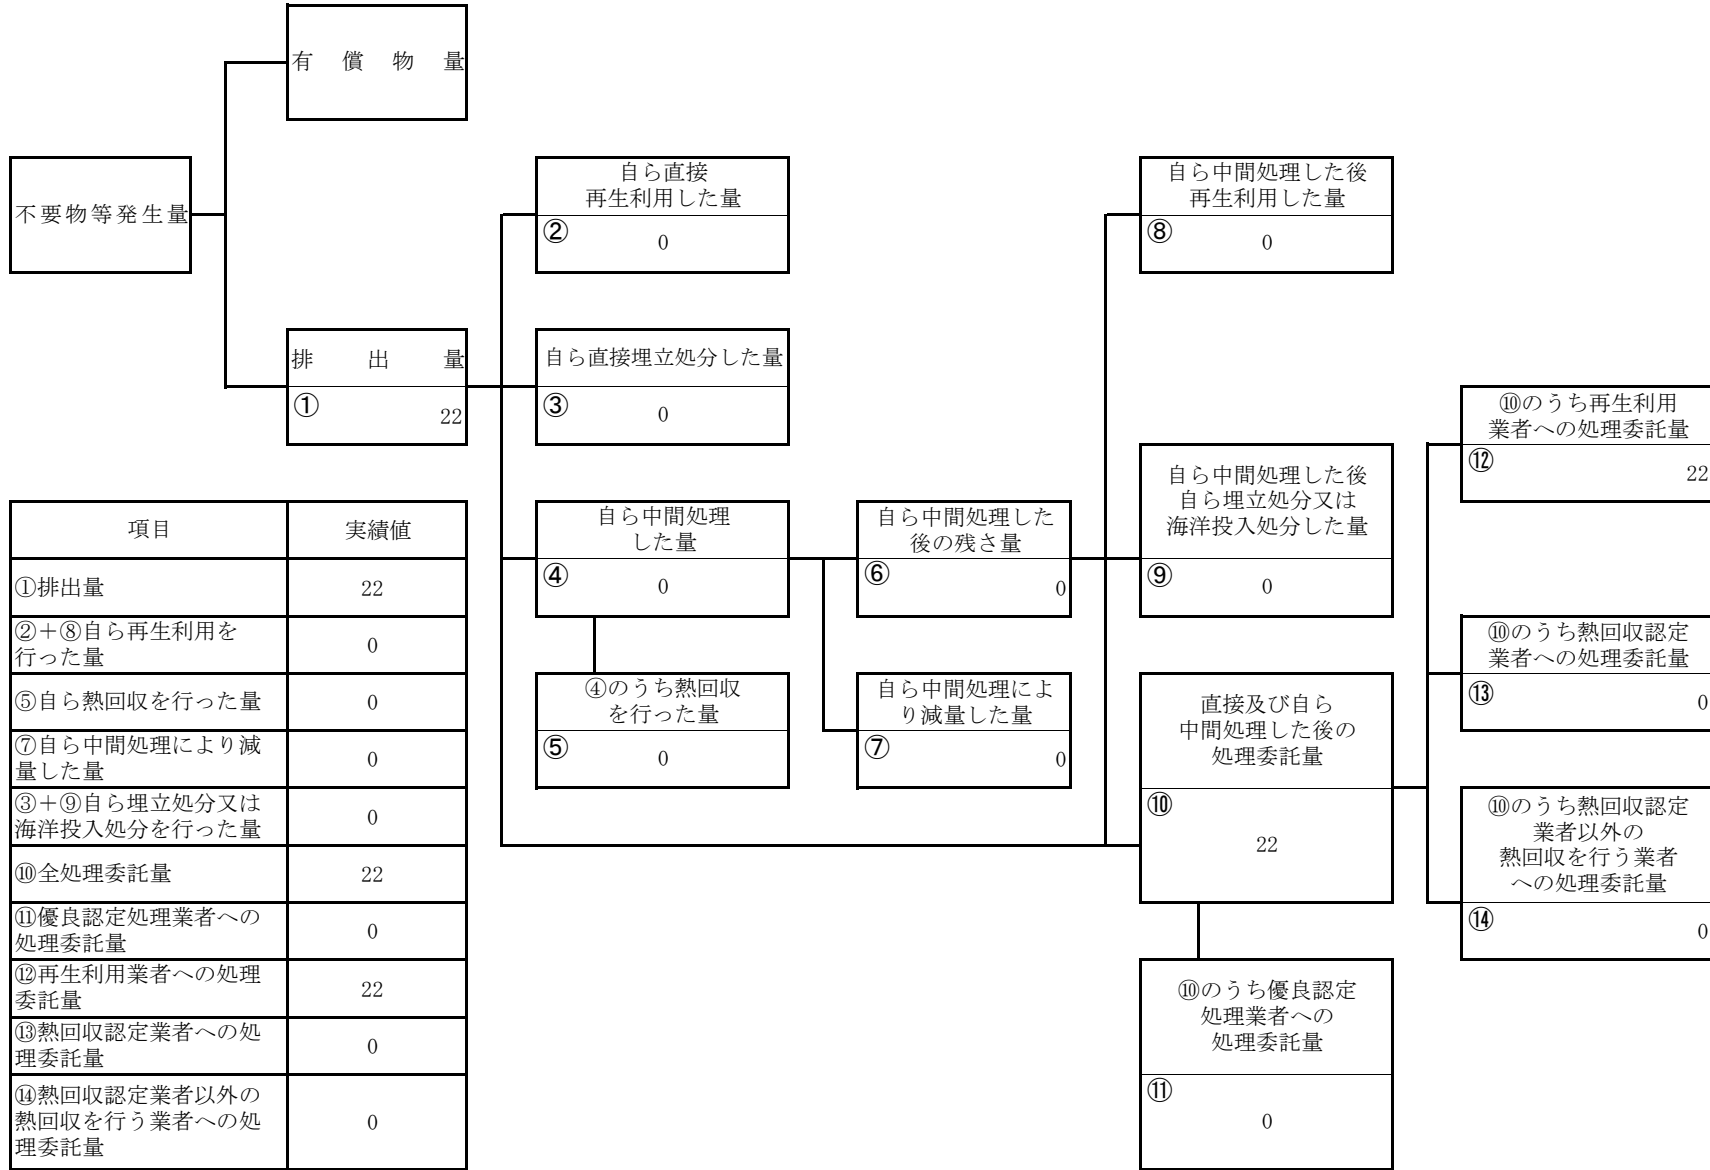 有償物量
不要物等発生量
排出量
①
22
自ら直接
再生利用した量
②
0
自ら直接埋立処分した量
③
0
自ら中間処理
した量
④
0
④のうち熱回収
を行った量
⑤
0
自ら中間処理した
後の残さ量
⑥
0
自ら中間処理によ
り減量した量
⑦
0
自ら中間処理した後
再生利用した量
⑧
0
自ら中間処理した後
自ら埋立処分又は
海洋投入処分した量
⑨
0
直接及び自ら
中間処理した後の
処理委託量
⑩
22
⑩のうち優良認定
処理業者への
処理委託量
⑪
0
⑩のうち再生利用
業者への処理委託量
⑫
22
⑩のうち熱回収認定
業者への処理委託量
⑬
0
⑩のうち熱回収認定
業者以外の
熱回収を行う業者
への処理委託量
⑭
0
項目 実績値
①排出量 22
②+⑧自ら再生利用を
行った量 0
⑤自ら熱回収を行った量 0
⑦自ら中間処理により減
量した量 0
③+⑨自ら埋立処分又は
海洋投入処分を行った量 0
⑩全処理委託量 22
⑪優良認定処理業者への
処理委託量 0
⑫再生利用業者への処理
委託量 22
⑬熱回収認定業者への処
理委託量 0
⑭熱回収認定業者以外の
熱回収を行う業者への処
理委託量 0